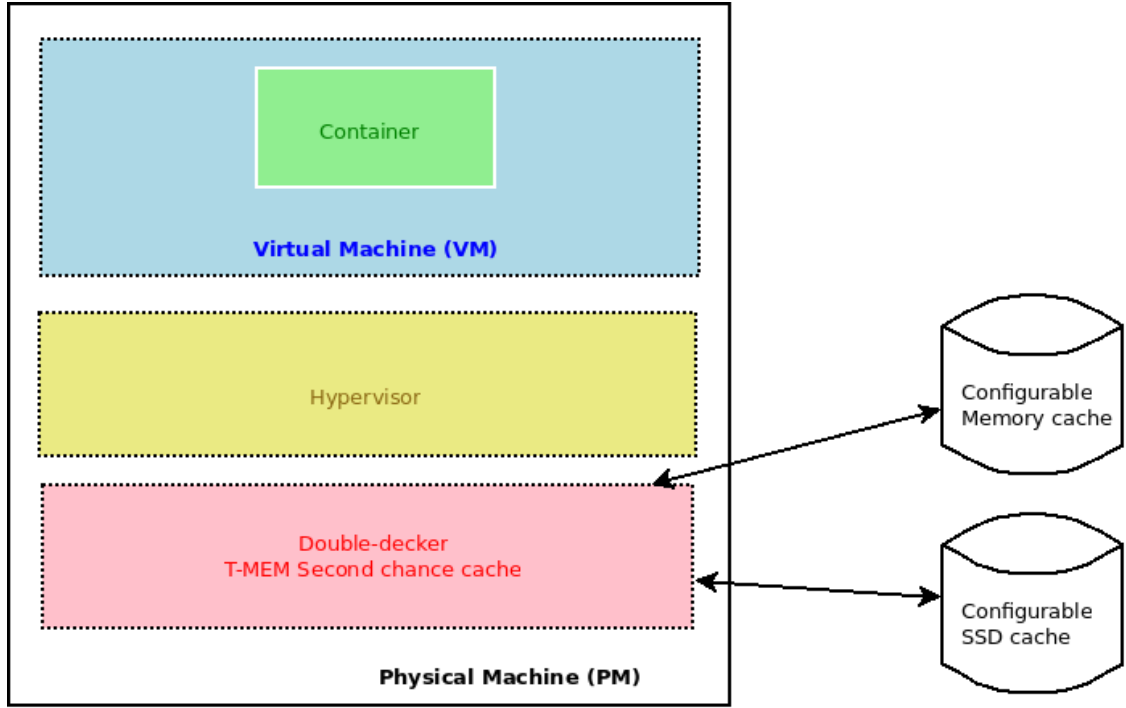 Container
Virtual Machine (VM)
Hypervisor
Double-decker
T-MEM Second chance cache
Physical Machine (PM)
Configurable
Memory cache
Configurable
SSD cache